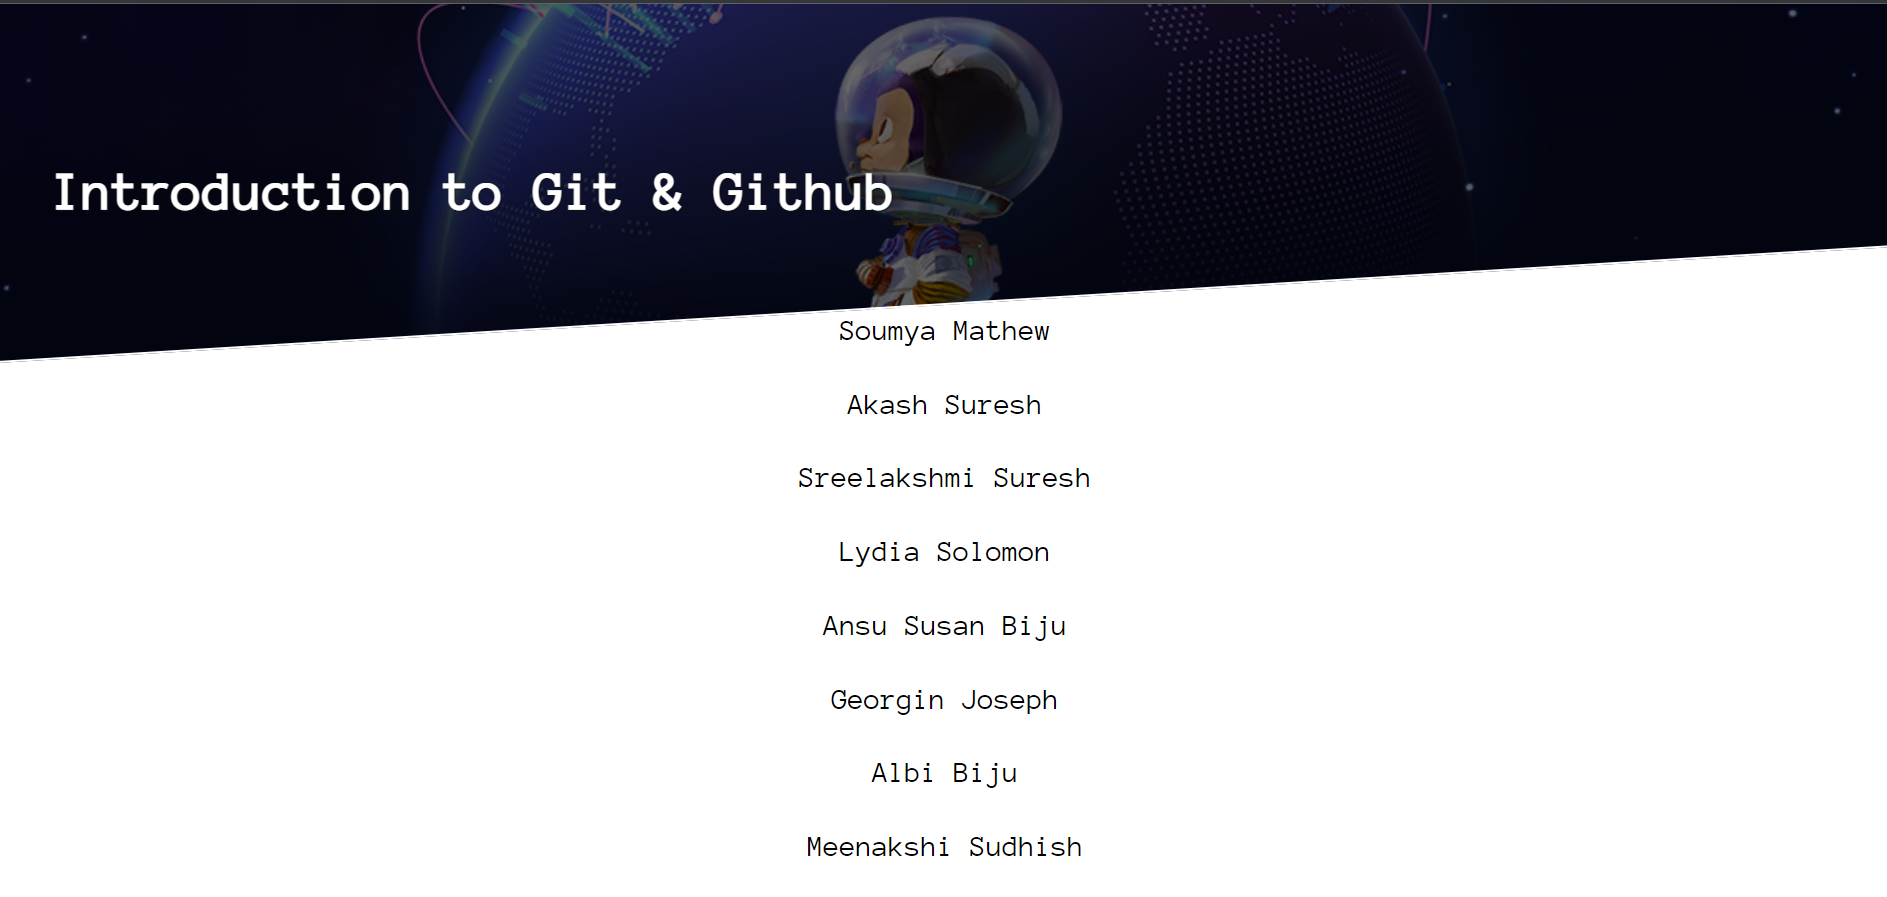 Introduction to Git & Github
Soumya Mathew
Akash Suresh
Sreelakshmi Suresh
Lydia Solomon
Ansu Susan Biju
Georgin Joseph
Albi Biju
Meenakshi Sudhish